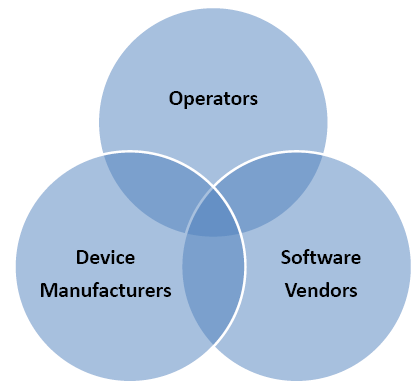 Operators
Device
Manufacturers
Software
Vendors